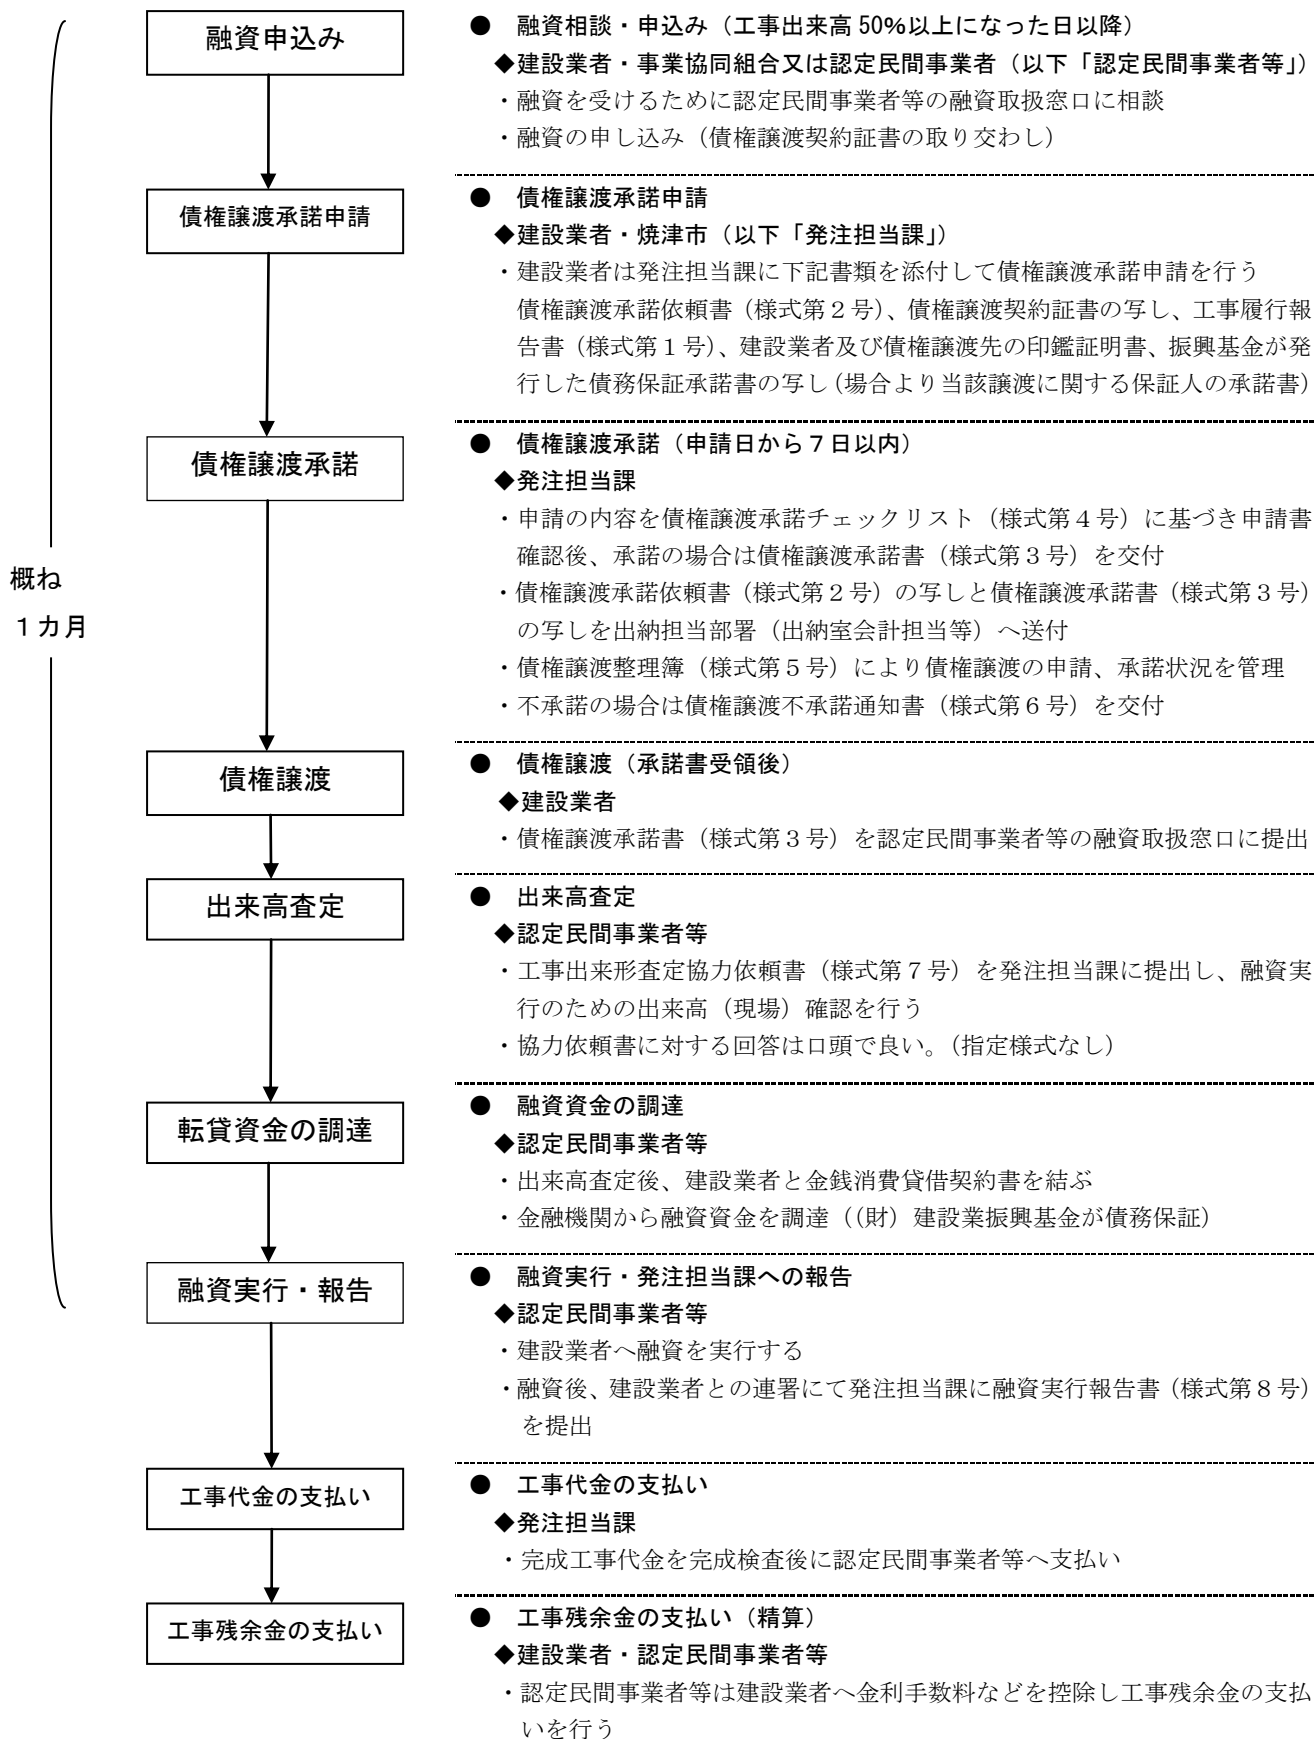 融資申込み
● 融資相談・申込み（工事出来高 50%以上になった日以降）
◆建設業者・事業協同組合又は認定民間事業者（以下「認定民間事業者等」）
・融資を受けるために認定民間事業者等の融資取扱窓口に相談
・融資の申し込み（債権譲渡契約証書の取り交わし）
債権譲渡承諾申請
● 債権譲渡承諾申請
◆建設業者・焼津市（以下「発注担当課」）
・建設業者は発注担当課に下記書類を添付して債権譲渡承諾申請を行う
債権譲渡承諾依頼書（様式第２号）、債権譲渡契約証書の写し、工事履行報
告書（様式第１号）、建設業者及び債権譲渡先の印鑑証明書、振興基金が発
行した債務保証承諾書の写し（場合より当該譲渡に関する保証人の承諾書）
債権譲渡承諾
● 債権譲渡承諾（申請日から７日以内）
◆発注担当課
・申請の内容を債権譲渡承諾チェックリスト（様式第４号）に基づき申請書
確認後、承諾の場合は債権譲渡承諾書（様式第３号）を交付
・債権譲渡承諾依頼書（様式第２号）の写しと債権譲渡承諾書（様式第３号）
の写しを出納担当部署（出納室会計担当等）へ送付
・債権譲渡整理簿（様式第５号）により債権譲渡の申請、承諾状況を管理
・不承諾の場合は債権譲渡不承諾通知書（様式第６号）を交付
概ね
１カ月
債権譲渡
● 債権譲渡（承諾書受領後）
◆建設業者
・債権譲渡承諾書（様式第３号）を認定民間事業者等の融資取扱窓口に提出
出来高査定
● 出来高査定
◆認定民間事業者等
・工事出来形査定協力依頼書（様式第７号）を発注担当課に提出し、融資実
行のための出来高（現場）確認を行う
・協力依頼書に対する回答は口頭で良い。（指定様式なし）
転貸資金の調達
● 融資資金の調達
◆認定民間事業者等
・出来高査定後、建設業者と金銭消費貸借契約書を結ぶ
・金融機関から融資資金を調達（（財）建設業振興基金が債務保証）
融資実行・報告
● 融資実行・発注担当課への報告
◆認定民間事業者等
・建設業者へ融資を実行する
・融資後、建設業者との連署にて発注担当課に融資実行報告書（様式第８号）
を提出
工事代金の支払い
● 工事代金の支払い
◆発注担当課
・完成工事代金を完成検査後に認定民間事業者等へ支払い
工事残余金の支払い
● 工事残余金の支払い（精算）
◆建設業者・認定民間事業者等
・認定民間事業者等は建設業者へ金利手数料などを控除し工事残余金の支払
いを行う